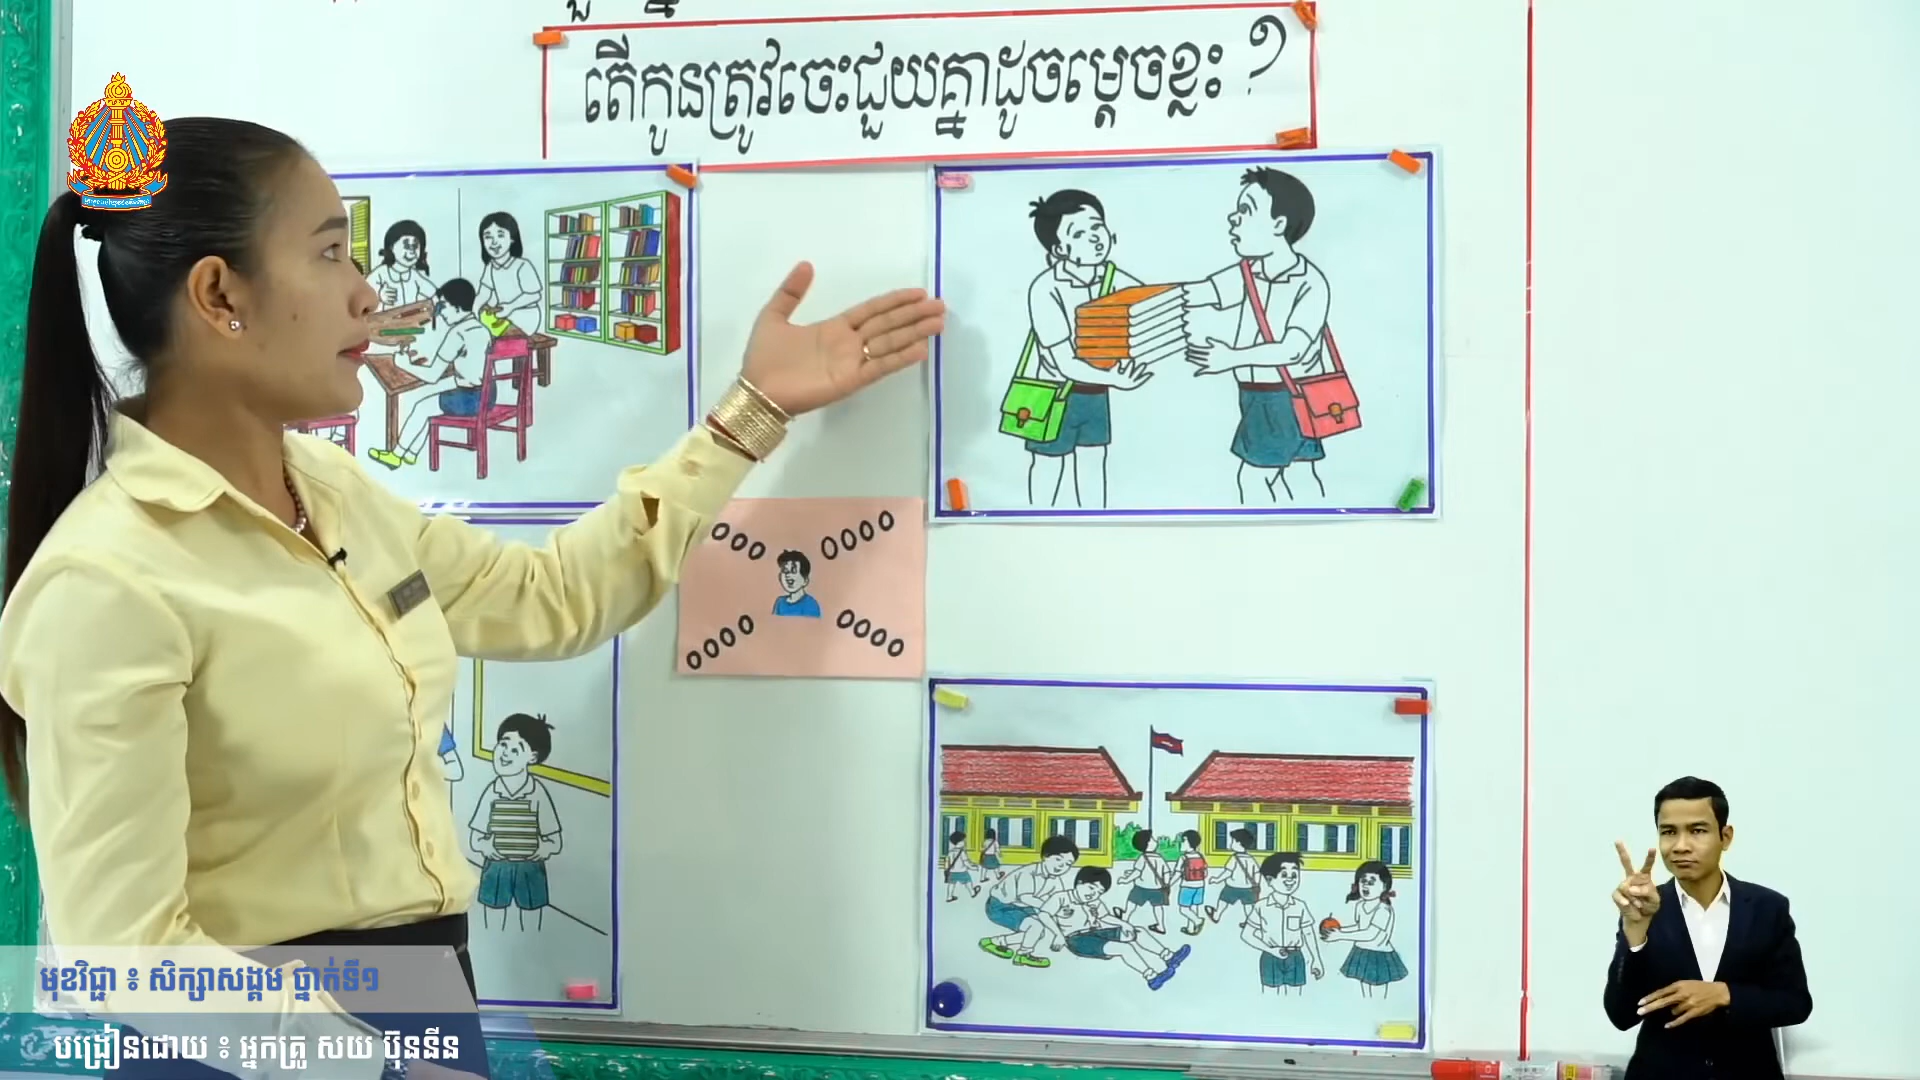 តើកូនត្រូវចេះជួយគ្នាដូចម្ដេចខ្លះ ?
មុខវិជ្ជា ៖ សិក្សាសង្គម ថ្នាក់ទី១
បង្រៀនដោយ ៖ អ្នកគ្រូ សយ ប៊ុននីន